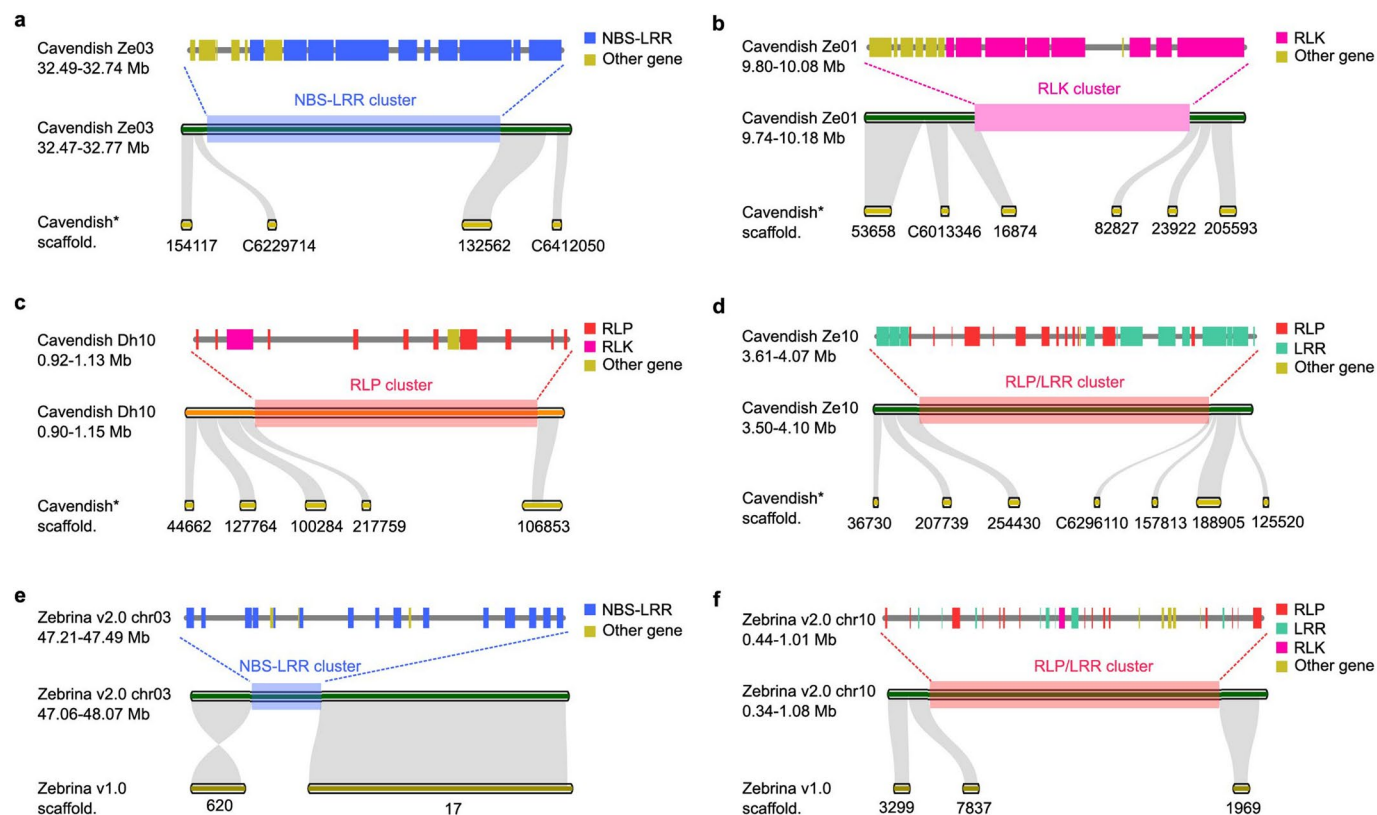 a
Cavendish Ze03
32.49-32.74 Mb
NBS-LRR
Other gene
NBS-LRR cluster
Cavendish Ze03
32.47-32.77 Mb
Cavendish*
scaffold.
154117 C6229714 132562 C6412050
b
Cavendish Ze01
9.80-10.08 Mb
RLK
Other gene
RLK cluster
Cavendish Ze01
9.74-10.18 Mb
Cavendish*
scaffold.
53658 C6013346 16874 82827 23922 205593
c
Cavendish Dh10
0.92-1.13 Mb
RLP
RLK
Other gene
RLP cluster
Cavendish Dh10
0.90-1.15 Mb
Cavendish*
scaffold.
44662 127764 100284 217759 106853
d
Cavendish Ze10
3.61-4.07 Mb
RLP
LRR
Other gene
RLP/LRR cluster
Cavendish Ze10
3.50-4.10 Mb
Cavendish*
scaffold.
36730 207739 254430 C6296110 157813 188905 125520
e
Zebrina v2.0 chr03
47.21-47.49 Mb
NBS-LRR
Other gene
NBS-LRR cluster
Zebrina v2.0 chr03
47.06-48.07 Mb
Zebrina v1.0
scaffold.
620 17
f
Zebrina v2.0 chr10
0.44-1.01 Mb
RLP
LRR
RLK
Other gene
RLP/LRR cluster
Zebrina v2.0 chr10
0.34-1.08 Mb
Zebrina v1.0
scaffold.
3299 7837 1969